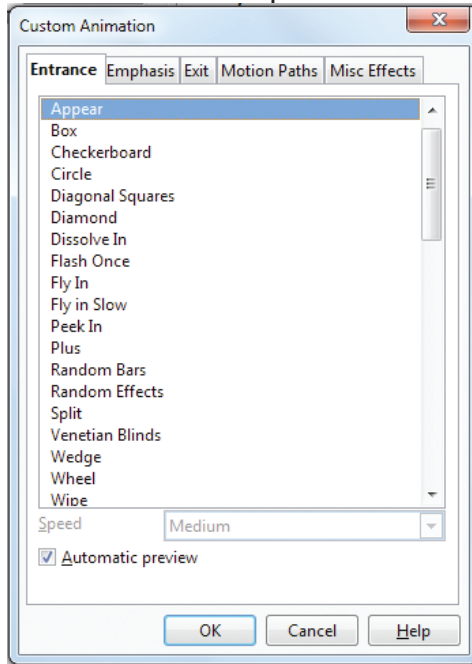 Custom Animation
Entrance Emphasis Exit Motion Paths Misc Effects
Appear
Box
Checkerboard
Circle
Diagonal Squares
Diamond
Dissolve In
Flash Once
Fly In
Fly in Slow
Peek In
Plus
Random Bars
Random Effects
Split
Venetian Blinds
Wedge
Wheel
Wipe
Speed Medium
Automatic preview
OK Cancel Help